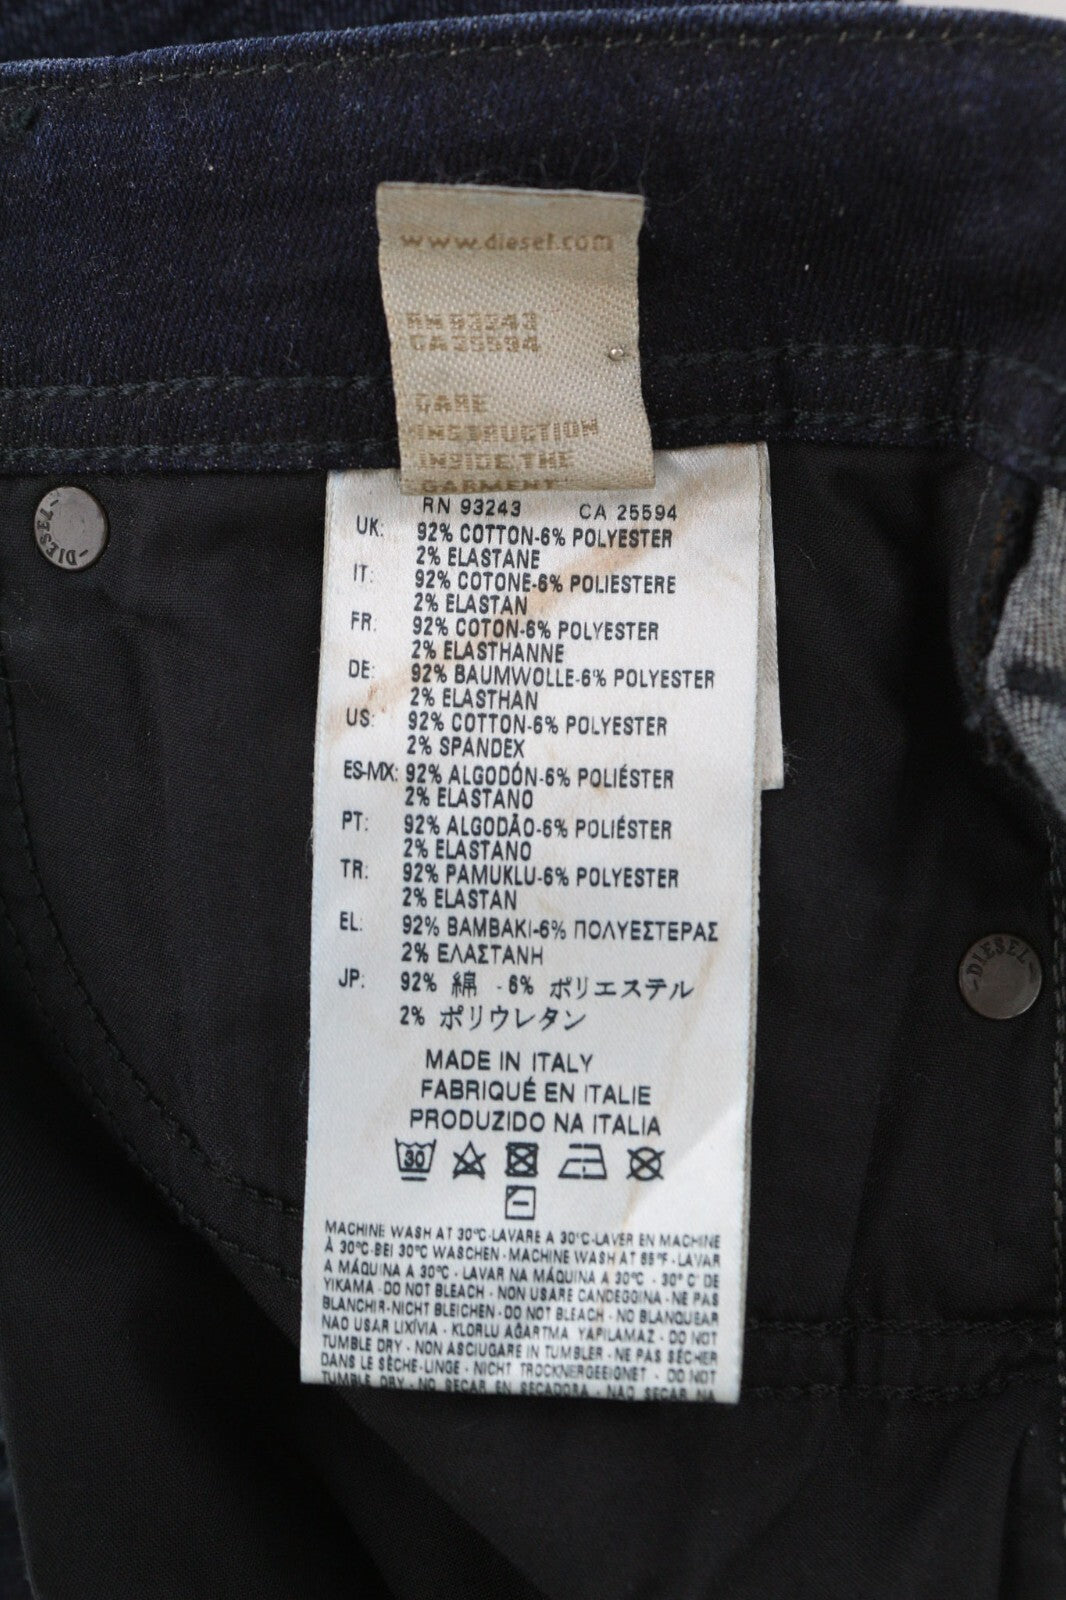 www.diesel.com
RN 93243
CA 25594
CARE
INSTRUCTION
INSIDE THE
GARMENT
DIESEL
73
RN 93243 CA 25594
UK: 92% COTTON-6% POLYESTER
2% ELASTANE
IT: 92% COTONE-6% POLIESTERE
2% ELASTAN
FR: 92% COTON-6% POLYESTER
2% ELASTHANNE
DE: 92% BAUMWOLLE-6% POLYESTER
2% ELASTHAN
US: 92% COTTON-6% POLYESTER
2% SPANDEX
ES-MX: 92% ALGODÓN-6% POLIÉSTER
2% ELASTANO
PT: 92% ALGODÃO-6% POLIÉSTER
2% ELASTANO
TR: 92% PAMUKLU-6% POLYESTER
2% ELASTAN
EL: 92% ΒΑΜΒΑΚΙ-6% ΠΟΛΥΕΣΤΕΡΑΣ
2% ΕΛΑΣΤΑΝΗ
JP: 92% 綿 -6% ポリエステル
2% ポリウレタン
-DIESEL-
MADE IN ITALY
FABRIQUÉ EN ITALIE
PRODUZIDO NA ITALIA
30
MACHINE WASH AT 30°C-LAVARE A 30°C-LAVER EN MACHINE
À 30°C-BEI 30°C WASCHEN - MACHINE WASH AT 85°F - LAVAR
A MÁQUINA A 30°C - LAVAR NA MÁQUINA A 30°C - 30° C' DE
YIKAMA - DO NOT BLEACH - NON USARE CANDEGGINA - NE PAS
BLANCHIR-NICHT BLEICHEN - DO NOT BLEACH - NO BLANQUEAR
NAO USAR LIXÍVIA - KLORLU AĞARTMA YAPILAMAZ - DO NOT
TUMBLE DRY - NON ASCIUGARE IN TUMBLER - NE PAS SÉCHER
DANS LE SÈCHE-LINGE - NICHT TROCKNERGEEIGNET - DO NOT
TUMBLE DRY - NO SECAR EN SECADORA - NAO SECAR NA